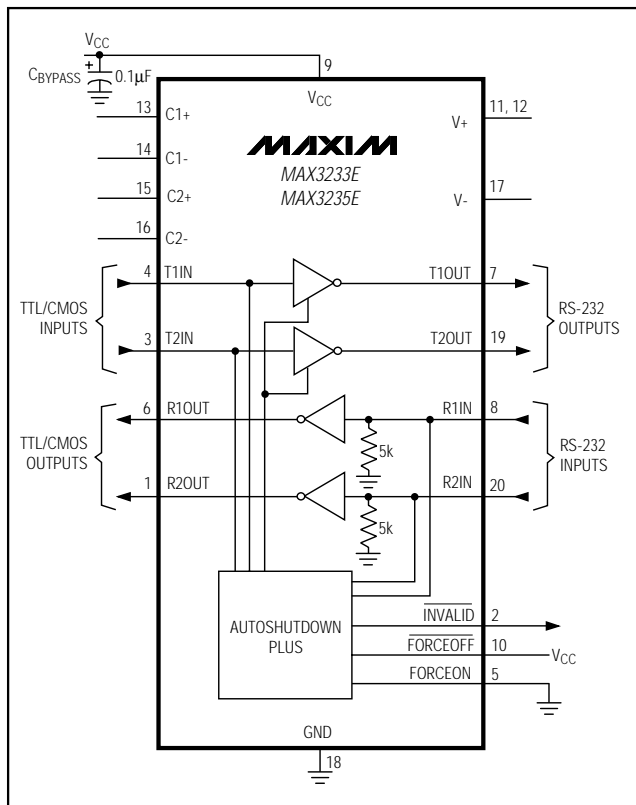 VCC
CBYPASS
+
0.1µF
9
VCC
13 C1+
11, 12
V+
MAXIM
14 C1-
MAX3233E
MAX3235E
15 C2+
17
V-
16 C2-
TTL/CMOS
INPUTS
4 T1IN
T1OUT 7
3 T2IN
T2OUT 19
RS-232
OUTPUTS
TTL/CMOS
OUTPUTS
6 R1OUT
R1IN 8
5k
1 R2OUT
R2IN 20
5k
RS-232
INPUTS
AUTOSHUTDOWN
PLUS
INVALID 2
FORCEOFF 10
VCC
FORCEON 5
GND
18